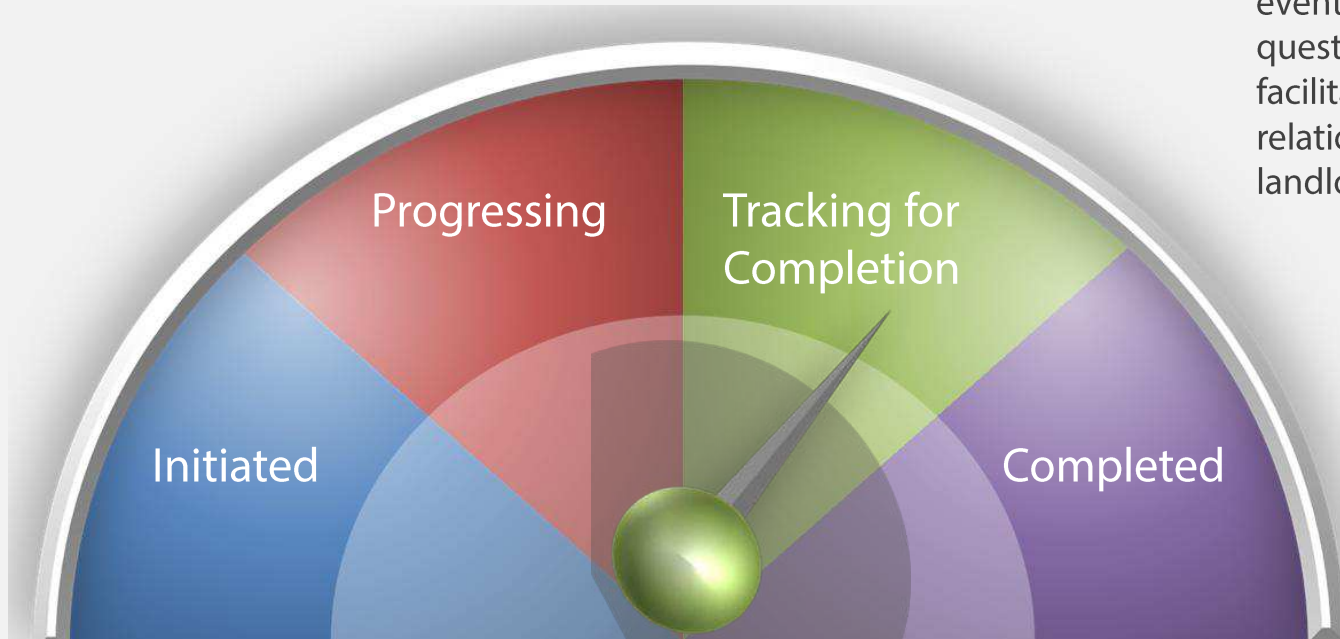 Progressing
Tracking for
Completion
Initiated
Completed